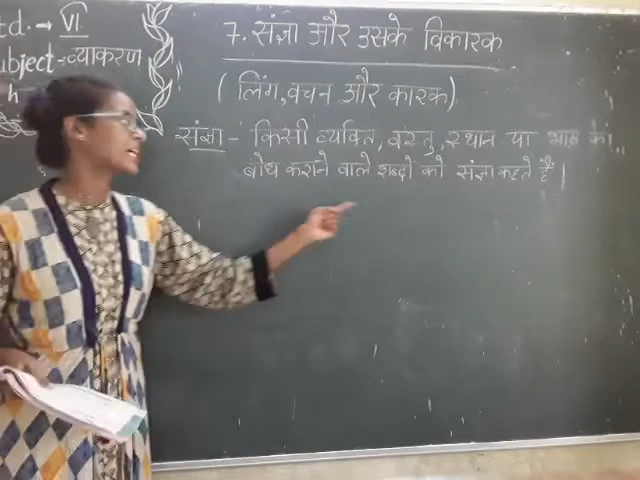 td. → VI
ubject - व्याकरण
h
7. संज्ञा और उसके विकारक
( लिंग, वचन और कारक)
संज्ञा - किसी व्यक्ति, वस्तु, स्थान या भाव का
बोध कराने वाले शब्दों को संज्ञा कहते हैं |